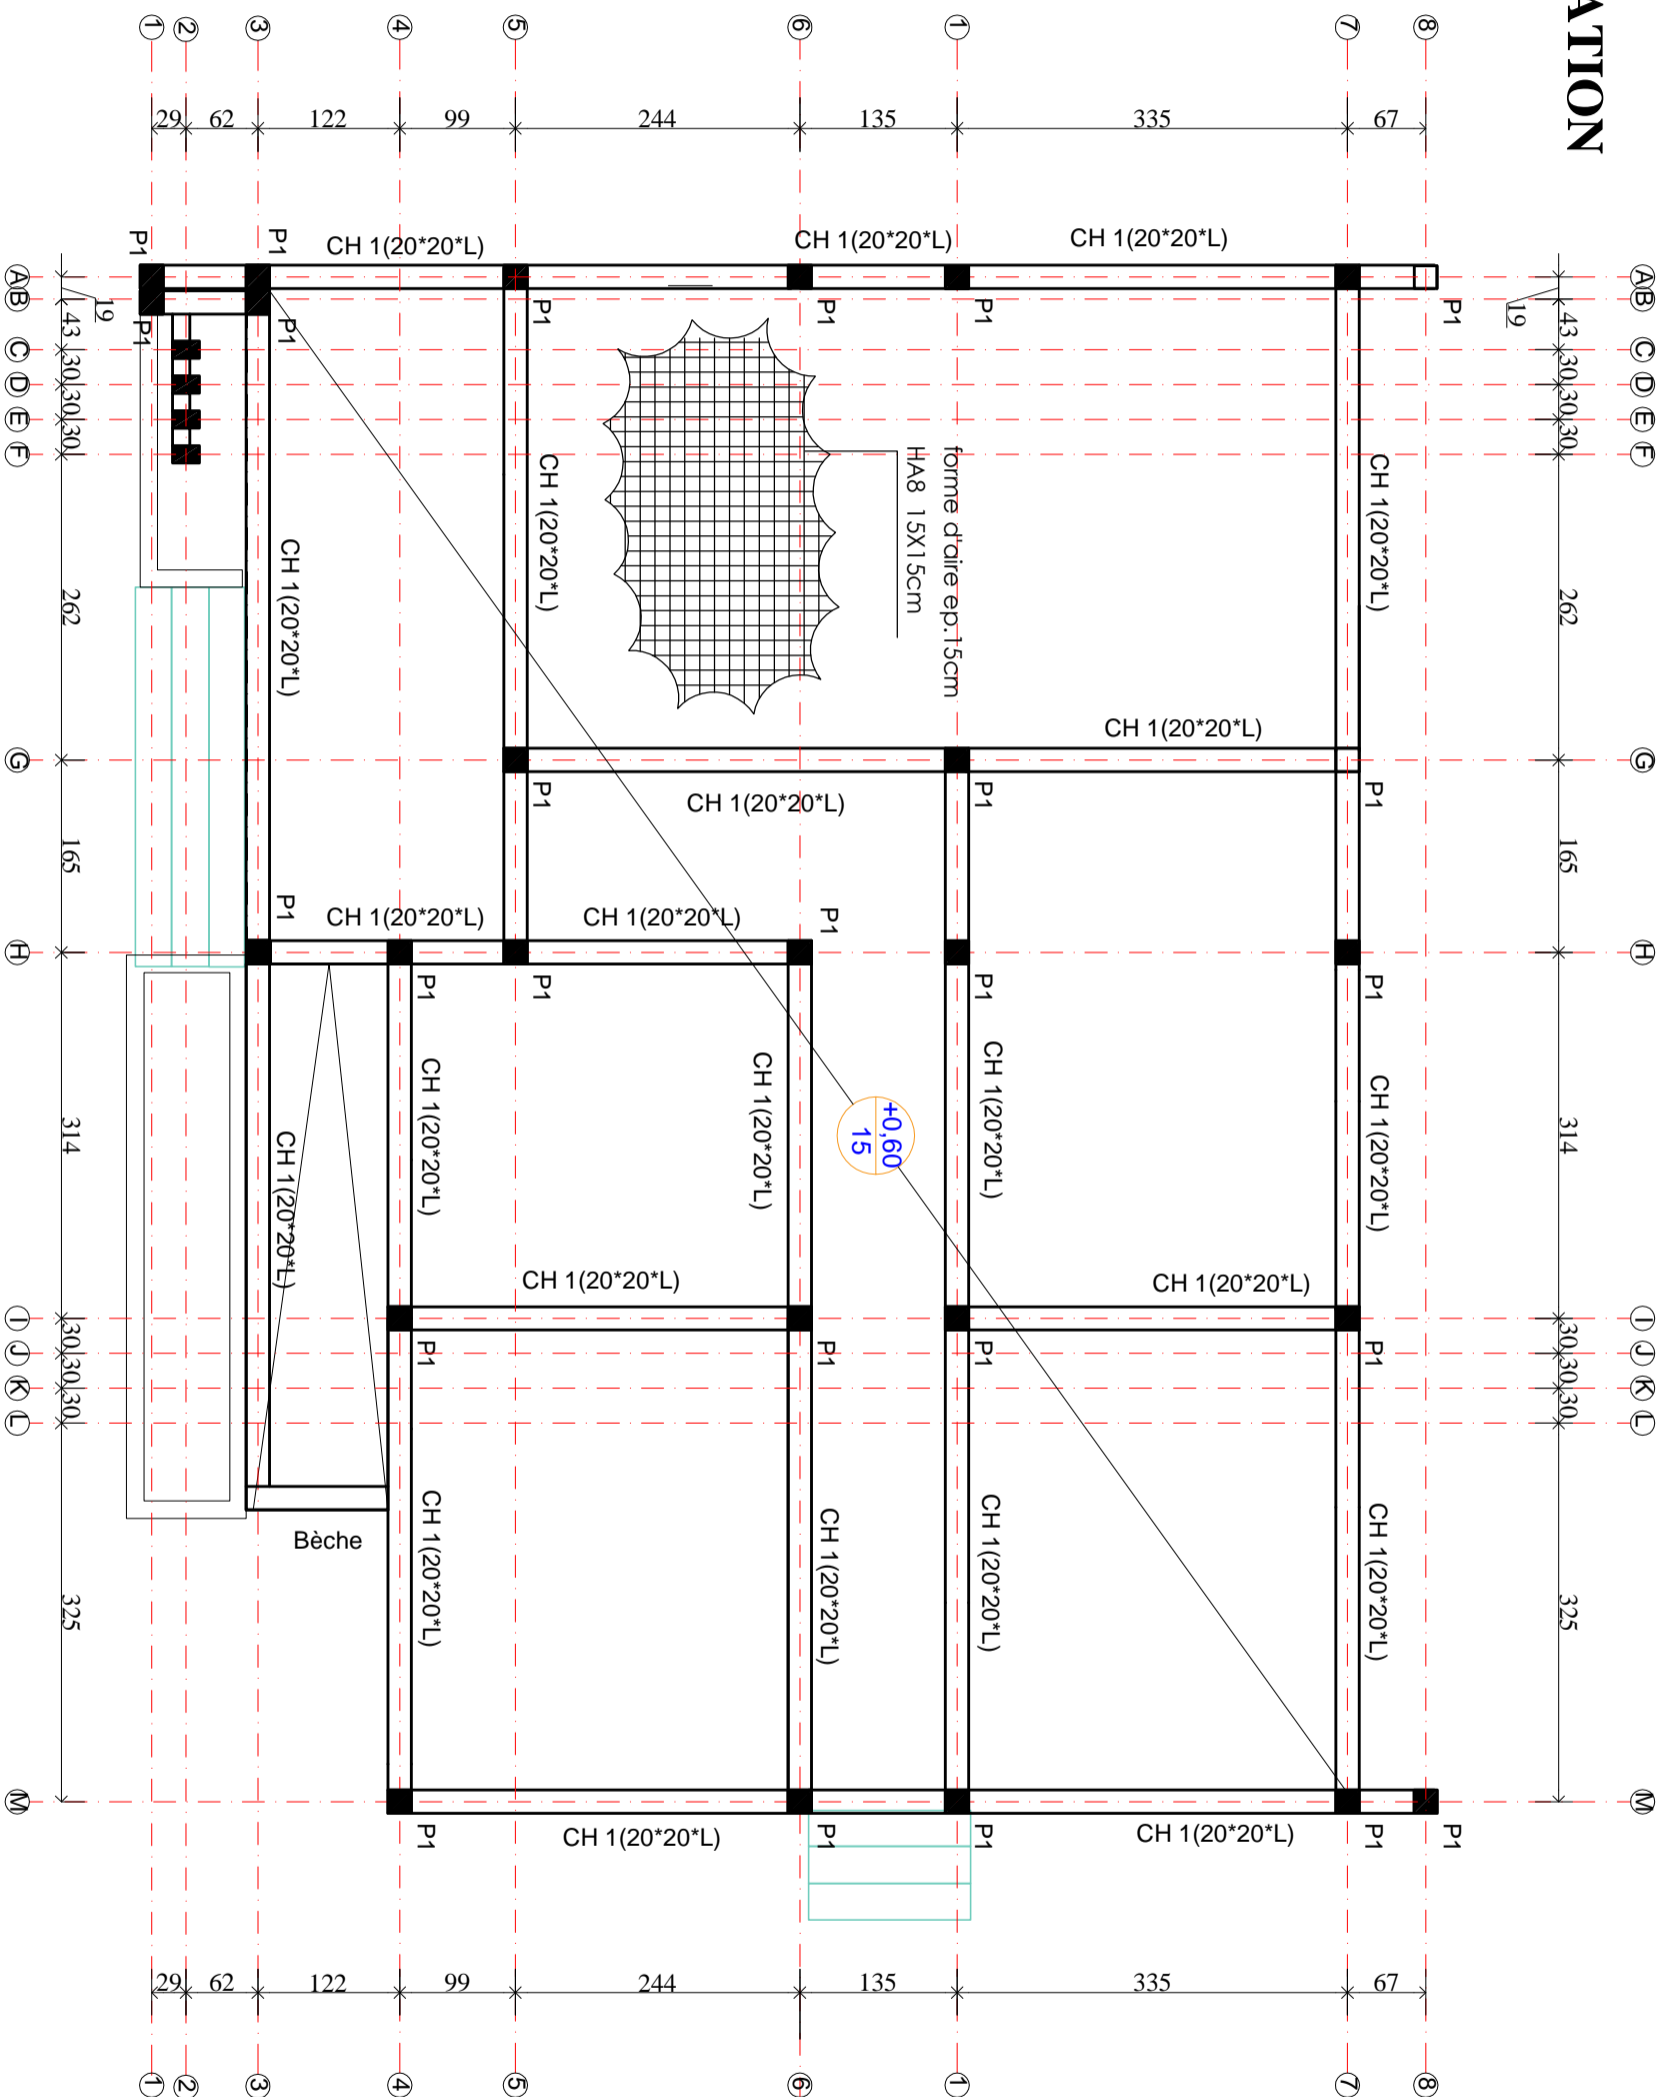 ATION
1 2 3 4 5 6 1 7 8
29 62 122 99 244 135 335 67
CH 1(20*20*L) CH 1(20*20*L) CH 1(20*20*L)
P1 P1
A A
B B
19 19
P1 P1 P1 P1 P1 P1
43 43
C C
30 30
D D
30 30
E E
30 30
F F
forme d'aire ep.15cm
HA8 15X15cm
CH 1(20*20*L) CH 1(20*20*L)
CH 1(20*20*L)
262 262
CH 1(20*20*L)
G G
P1 P1 P1
CH 1(20*20*L)
165 165
P1 P1
CH 1(20*20*L) CH 1(20*20*L)
H H
P1 P1 P1 P1
CH 1(20*20*L) CH 1(20*20*L) CH 1(20*20*L) CH 1(20*20*L)
+0,60
15
314 314
CH 1(20*20*L)
CH 1(20*20*L) CH 1(20*20*L)
I I
P1 P1 P1 P1
30 30
J J
30 30
K K
30 30
L L
Bèche
CH 1(20*20*L) CH 1(20*20*L) CH 1(20*20*L) CH 1(20*20*L)
325 325
M M
P1 P1 P1 P1 P1
CH 1(20*20*L) CH 1(20*20*L)
29 62 122 99 244 135 335 67
1 2 3 4 5 6 1 7 8